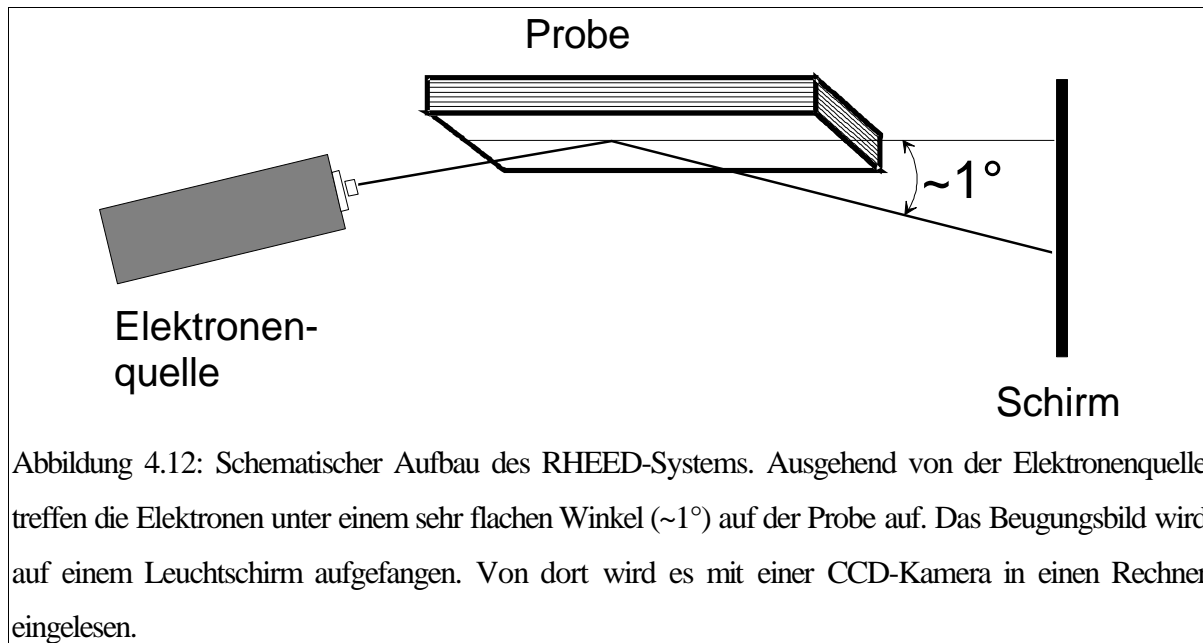 Probe
~1°
Elektronen-
quelle
Schirm
Abbildung 4.12: Schematischer Aufbau des RHEED-Systems. Ausgehend von der Elektronenquelle
treffen die Elektronen unter einem sehr flachen Winkel (~1°) auf der Probe auf. Das Beugungsbild wird
auf einem Leuchtschirm aufgefangen. Von dort wird es mit einer CCD-Kamera in einen Rechner
eingelesen.